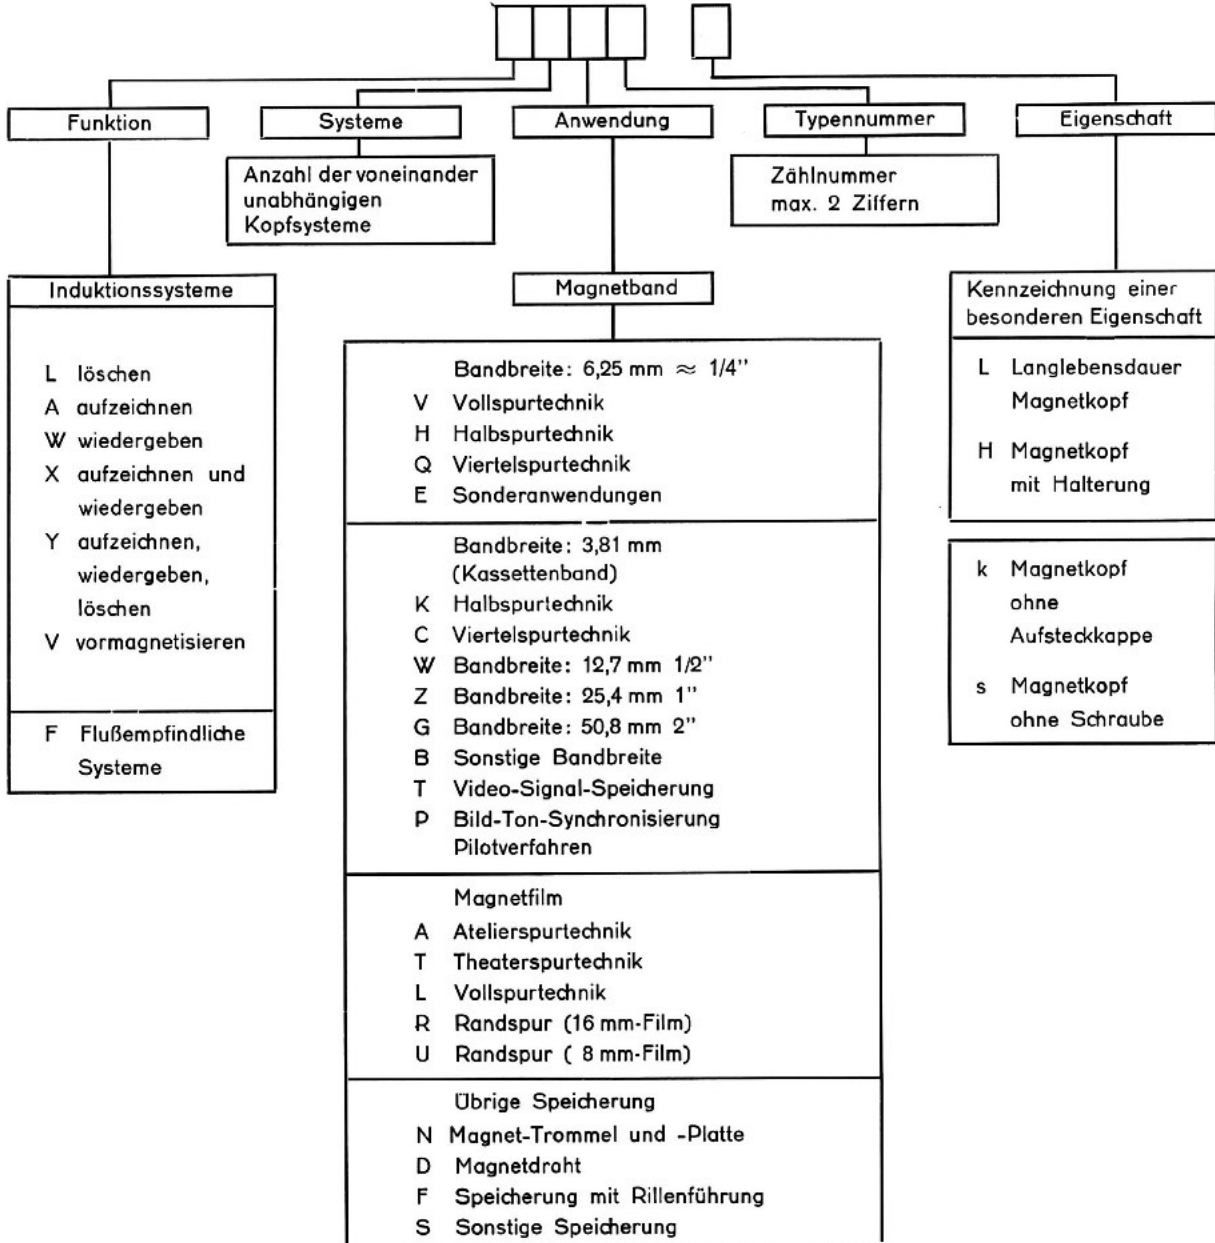 Funktion
Systeme
Anwendung
Typennummer
Eigenschaft
Anzahl der voneinander
unabhängigen
Kopfsysteme
Zählnummer
max. 2 Ziffern
Induktionssysteme
L löschen
A aufzeichnen
W wiedergeben
X aufzeichnen und
wiedergeben
Y aufzeichnen,
wiedergeben,
löschen
V vormagnetisieren
F Flußempfindliche
Systeme
Magnetband
Bandbreite: 6,25 mm ≈ 1/4"
V Vollspurtechnik
H Halbspurtechnik
Q Viertelspurtechnik
E Sonderanwendungen
Bandbreite: 3,81 mm
(Kassettenband)
K Halbspurtechnik
C Viertelspurtechnik
W Bandbreite: 12,7 mm 1/2"
Z Bandbreite: 25,4 mm 1"
G Bandbreite: 50,8 mm 2"
B Sonstige Bandbreite
T Video-Signal-Speicherung
P Bild-Ton-Synchronisierung
Pilotverfahren
Magnetfilm
A Atelierspurtechnik
T Theaterspurtechnik
L Vollspurtechnik
R Randspur (16 mm-Film)
U Randspur ( 8 mm-Film)
Übrige Speicherung
N Magnet-Trommel und -Platte
D Magnetdraht
F Speicherung mit Rillenführung
S Sonstige Speicherung
Kennzeichnung einer
besonderen Eigenschaft
L Langlebensdauer
Magnetkopf
H Magnetkopf
mit Halterung
k Magnetkopf
ohne
Aufsteckkappe
s Magnetkopf
ohne Schraube